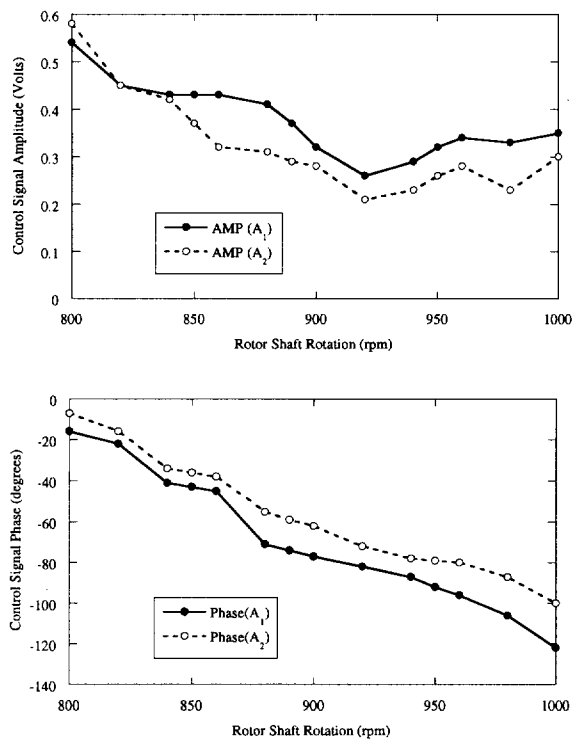 0.6
0.5
0.4
0.3
0.2
0.1
0
Control Signal Amplitude (Volts)
AMP (A₁)
AMP (A₂)
800 850 900 950 1000
Rotor Shaft Rotation (rpm)
0
-20
-40
-60
-80
-100
-120
-140
Control Signal Phase (degrees)
Phase(A₁)
Phase(A₂)
800 850 900 950 1000
Rotor Shaft Rotation (rpm)